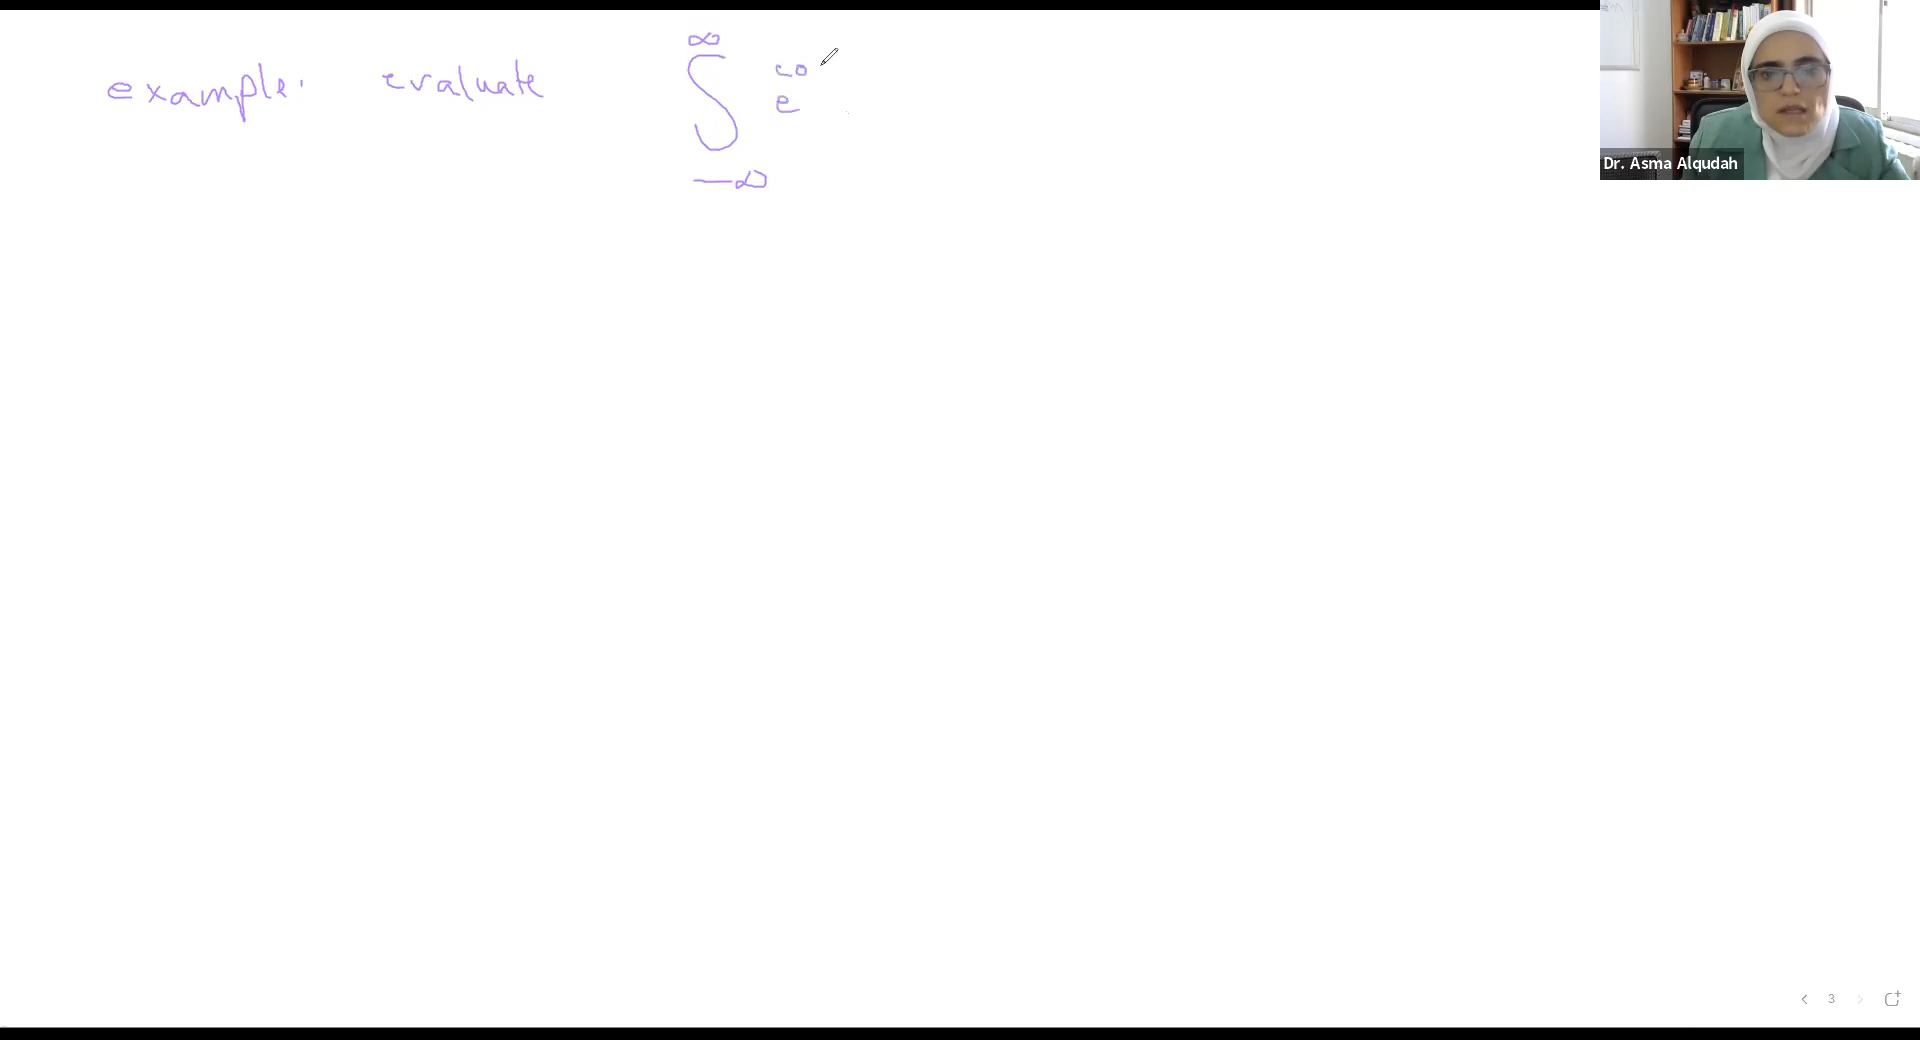 example: evaluate ∫_{-∞}^{∞} e^{co
Dr. Asma Alqudah
3